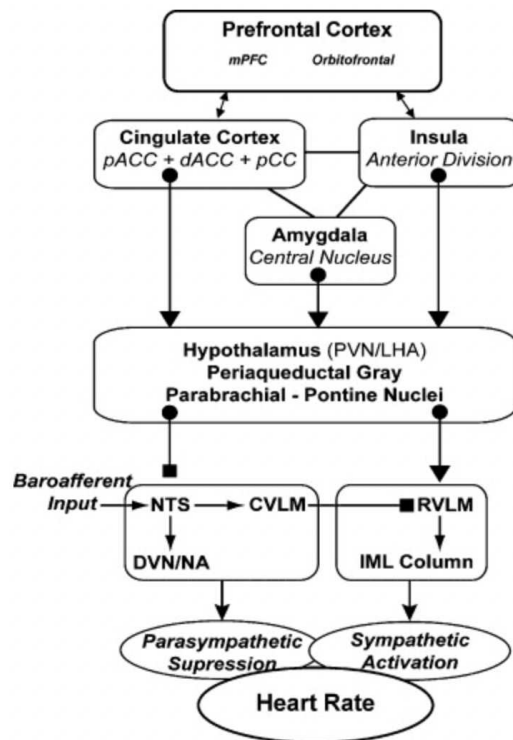 Prefrontal Cortex
mPFC Orbitofrontal
Cingulate Cortex
pACC + dACC + pCC
Insula
Anterior Division
Amygdala
Central Nucleus
Hypothalamus (PVN/LHA)
Periaqueductal Gray
Parabrachial - Pontine Nuclei
Baroafferent
Input
NTS CVLM RVLM
DVN/NA IML Column
Parasympathetic
Supression
Sympathetic
Activation
Heart Rate